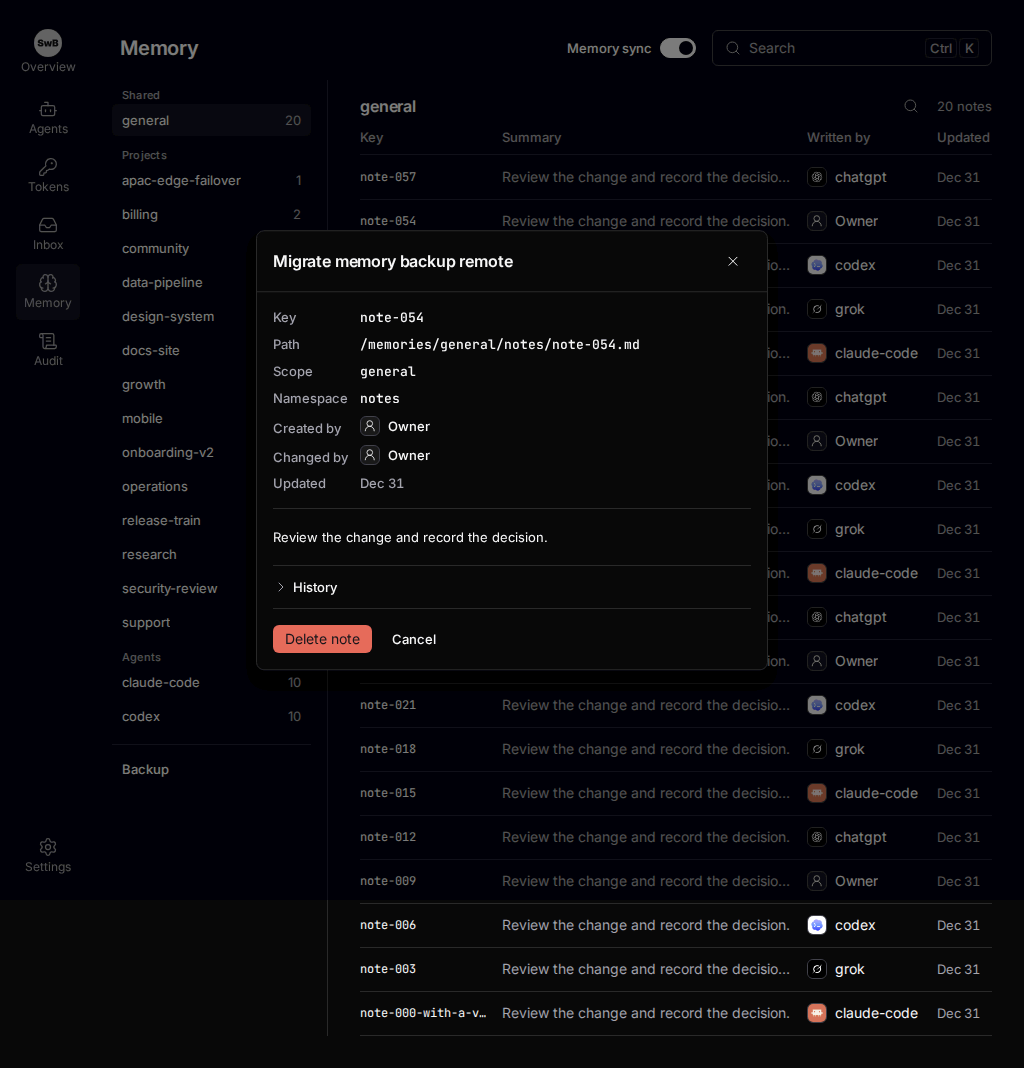 SwB
Overview
Agents
Tokens
Inbox
Memory
Audit
Settings
Memory
Memory sync
Search
Ctrl K
Shared
general 20
Projects
apac-edge-failover 1
billing 2
community
data-pipeline
design-system
docs-site
growth
mobile
onboarding-v2
operations
release-train
research
security-review
support
Agents
claude-code 10
codex 10
Backup
general
20 notes
Key Summary Written by Updated
note-057 Review the change and record the decisio... chatgpt Dec 31
note-054 Review the change and record the decision. Owner Dec 31
io... codex Dec 31
ion. grok Dec 31
io... claude-code Dec 31
ion. chatgpt Dec 31
io... Owner Dec 31
ion. codex Dec 31
io... grok Dec 31
ion. claude-code Dec 31
io... chatgpt Dec 31
ion. Owner Dec 31
note-021 Review the change and record the decisio... codex Dec 31
note-018 Review the change and record the decision. grok Dec 31
note-015 Review the change and record the decisio... claude-code Dec 31
note-012 Review the change and record the decision. chatgpt Dec 31
note-009 Review the change and record the decisio... Owner Dec 31
note-006 Review the change and record the decision. codex Dec 31
note-003 Review the change and record the decisio... grok Dec 31
note-000-with-a-v... Review the change and record the decision. claude-code Dec 31
Migrate memory backup remote
Key note-054
Path /memories/general/notes/note-054.md
Scope general
Namespace notes
Created by Owner
Changed by Owner
Updated Dec 31
Review the change and record the decision.
History
Delete note
Cancel